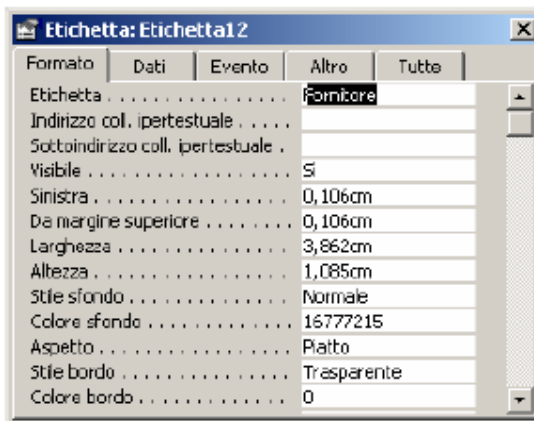 Etichetta: Etichetta12
Formato Dati Evento Altro Tutte
Etichetta . . . . . . . . . . . . . . . . . Fornitore
Indirizzo coll. ipertestuale . . . . .
Sottoindirizzo coll. ipertestuale .
Visibile . . . . . . . . . . . . . . . . . . . Sì
Sinistra . . . . . . . . . . . . . . . . . . . 0,106cm
Da margine superiore . . . . . . . . 0,106cm
Larghezza . . . . . . . . . . . . . . . . 3,862cm
Altezza . . . . . . . . . . . . . . . . . . . 1,085cm
Stile sfondo . . . . . . . . . . . . . . . Normale
Colore sfondo . . . . . . . . . . . . . 16777215
Aspetto . . . . . . . . . . . . . . . . . . Piatto
Stile bordo . . . . . . . . . . . . . . . . Trasparente
Colore bordo . . . . . . . . . . . . . . 0